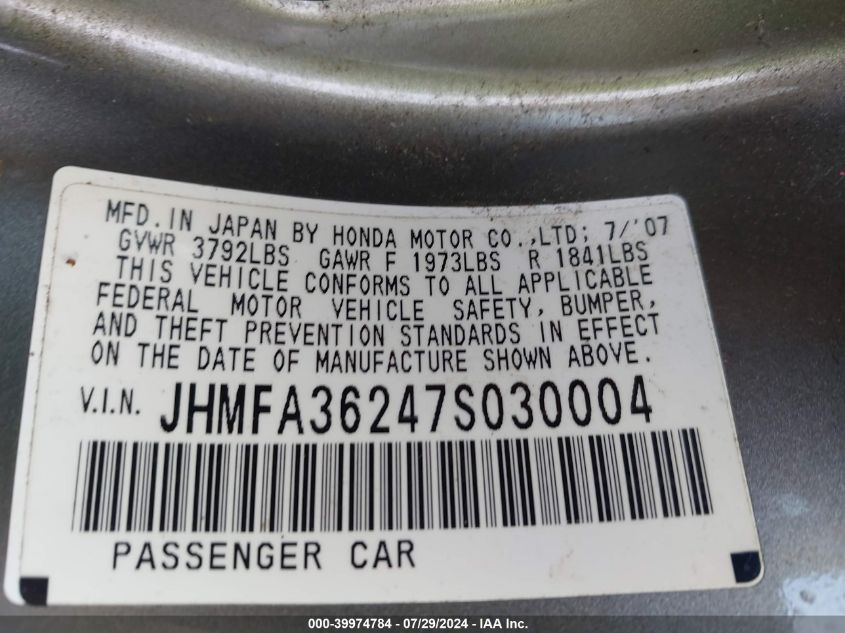 MFD. IN JAPAN BY HONDA MOTOR CO.,LTD; 7/'07
GVWR 3792LBS GAWR F 1973LBS R 1841LBS
THIS VEHICLE CONFORMS TO ALL APPLICABLE
FEDERAL MOTOR VEHICLE SAFETY, BUMPER,
AND THEFT PREVENTION STANDARDS IN EFFECT
ON THE DATE OF MANUFACTURE SHOWN ABOVE.
V.I.N. JHMFA36247S030004
PASSENGER CAR
000-39974784 / 07/29/2024 - IAA Inc.